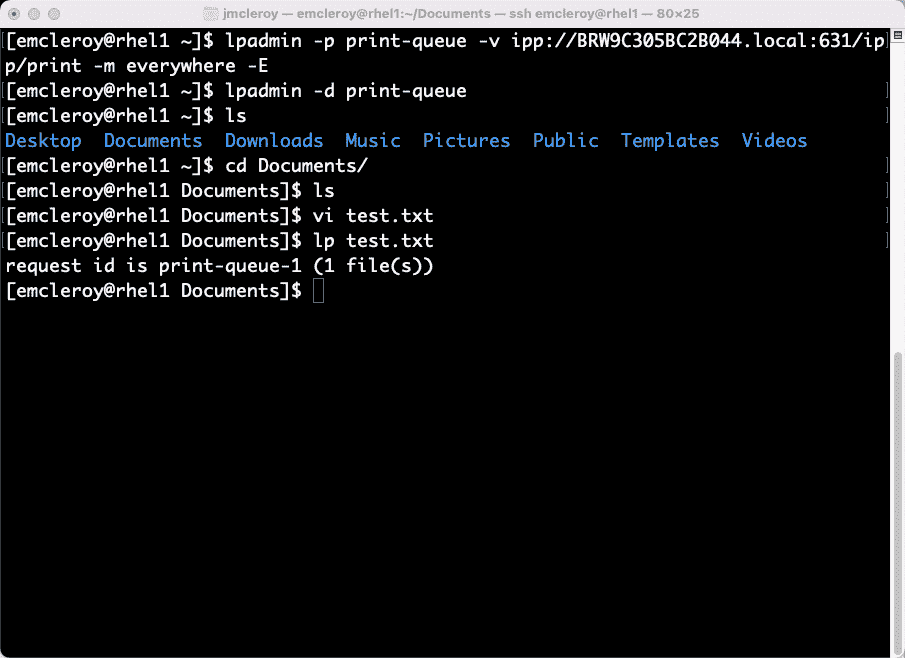 jmcleroy — emcleroy@rhel1:~/Documents — ssh emcleroy@rhel1 — 80×25
[emcleroy@rhel1 ~]$ lpadmin -p print-queue -v ipp://BRW9C305BC2B044.local:631/ip
p/print -m everywhere -E
[emcleroy@rhel1 ~]$ lpadmin -d print-queue
[emcleroy@rhel1 ~]$ ls
Desktop  Documents  Downloads  Music  Pictures  Public  Templates  Videos
[emcleroy@rhel1 ~]$ cd Documents/
[emcleroy@rhel1 Documents]$ ls
[emcleroy@rhel1 Documents]$ vi test.txt
[emcleroy@rhel1 Documents]$ lp test.txt
request id is print-queue-1 (1 file(s))
[emcleroy@rhel1 Documents]$